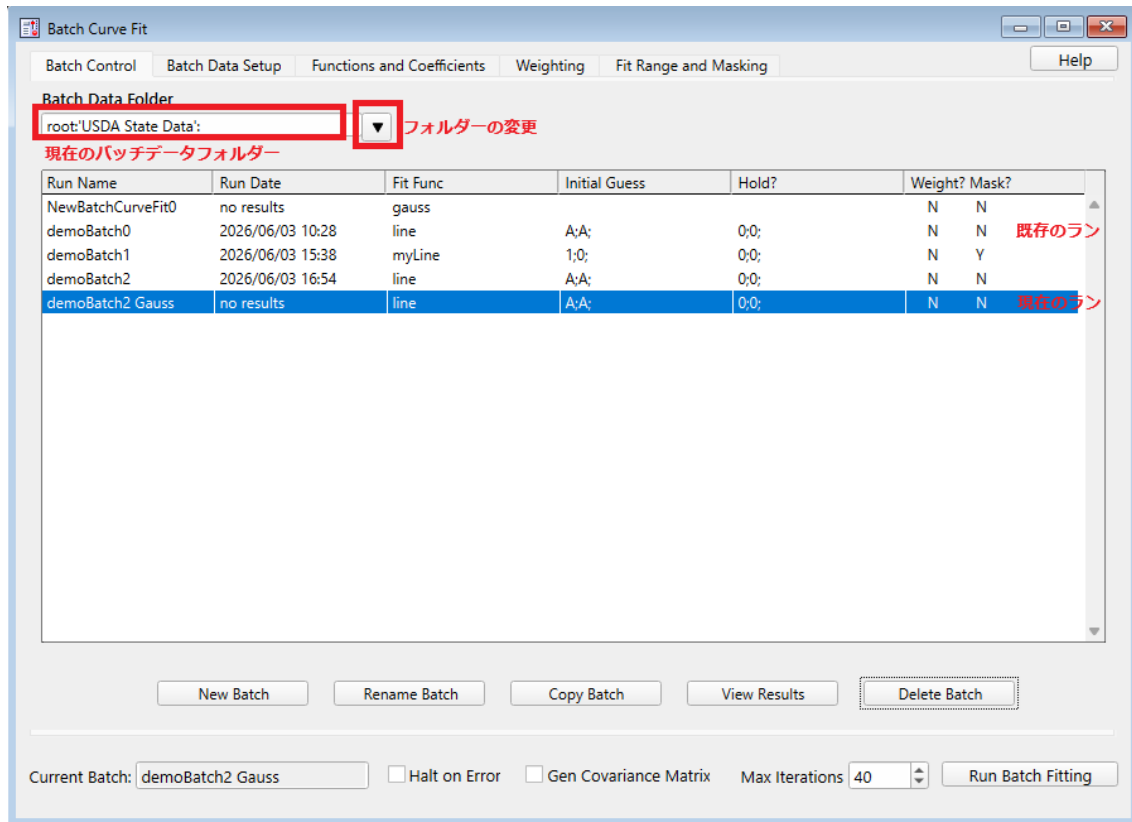 Batch Curve Fit
Batch Control Batch Data Setup Functions and Coefficients Weighting Fit Range and Masking Help
Batch Data Folder
root:'USDA State Data': ▼ フォルダーの変更
現在のバッチデータフォルダー
Run Name Run Date Fit Func Initial Guess Hold? Weight? Mask?
NewBatchCurveFit0 no results gauss N N
demoBatch0 2026/06/03 10:28 line A;A; 0;0; N N 既存のラン
demoBatch1 2026/06/03 15:38 myLine 1;0; 0;0; N Y
demoBatch2 2026/06/03 16:54 line A;A; 0;0; N N
demoBatch2 Gauss no results line A;A; 0;0; N N 現在のラン
New Batch Rename Batch Copy Batch View Results Delete Batch
Current Batch: demoBatch2 Gauss Halt on Error Gen Covariance Matrix Max Iterations 40 Run Batch Fitting